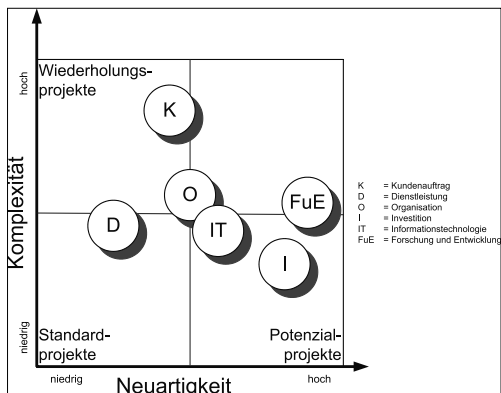 hoch
Wiederholungs-
projekte
K
Komplexität
O
FuE
D
IT
I
K = Kundenauftrag
D = Dienstleistung
O = Organisation
I = Investition
IT = Informationstechnologie
FuE = Forschung und Entwicklung
niedrig
Standard-
projekte
Potenzial-
projekte
niedrig
hoch
Neuartigkeit